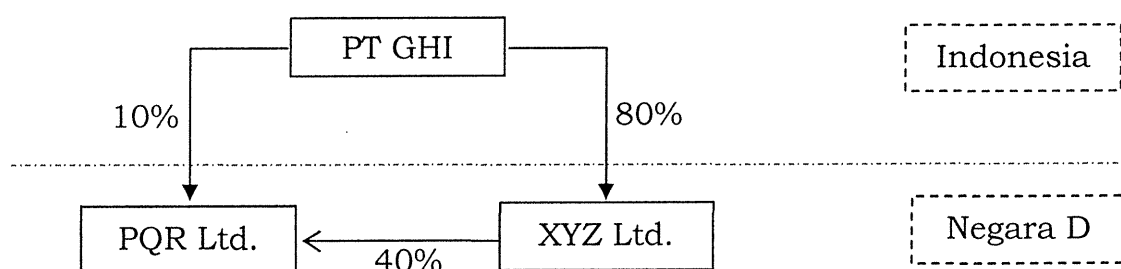 PT GHI
Indonesia
10%
80%
PQR Ltd.
XYZ Ltd.
Negara D
40%